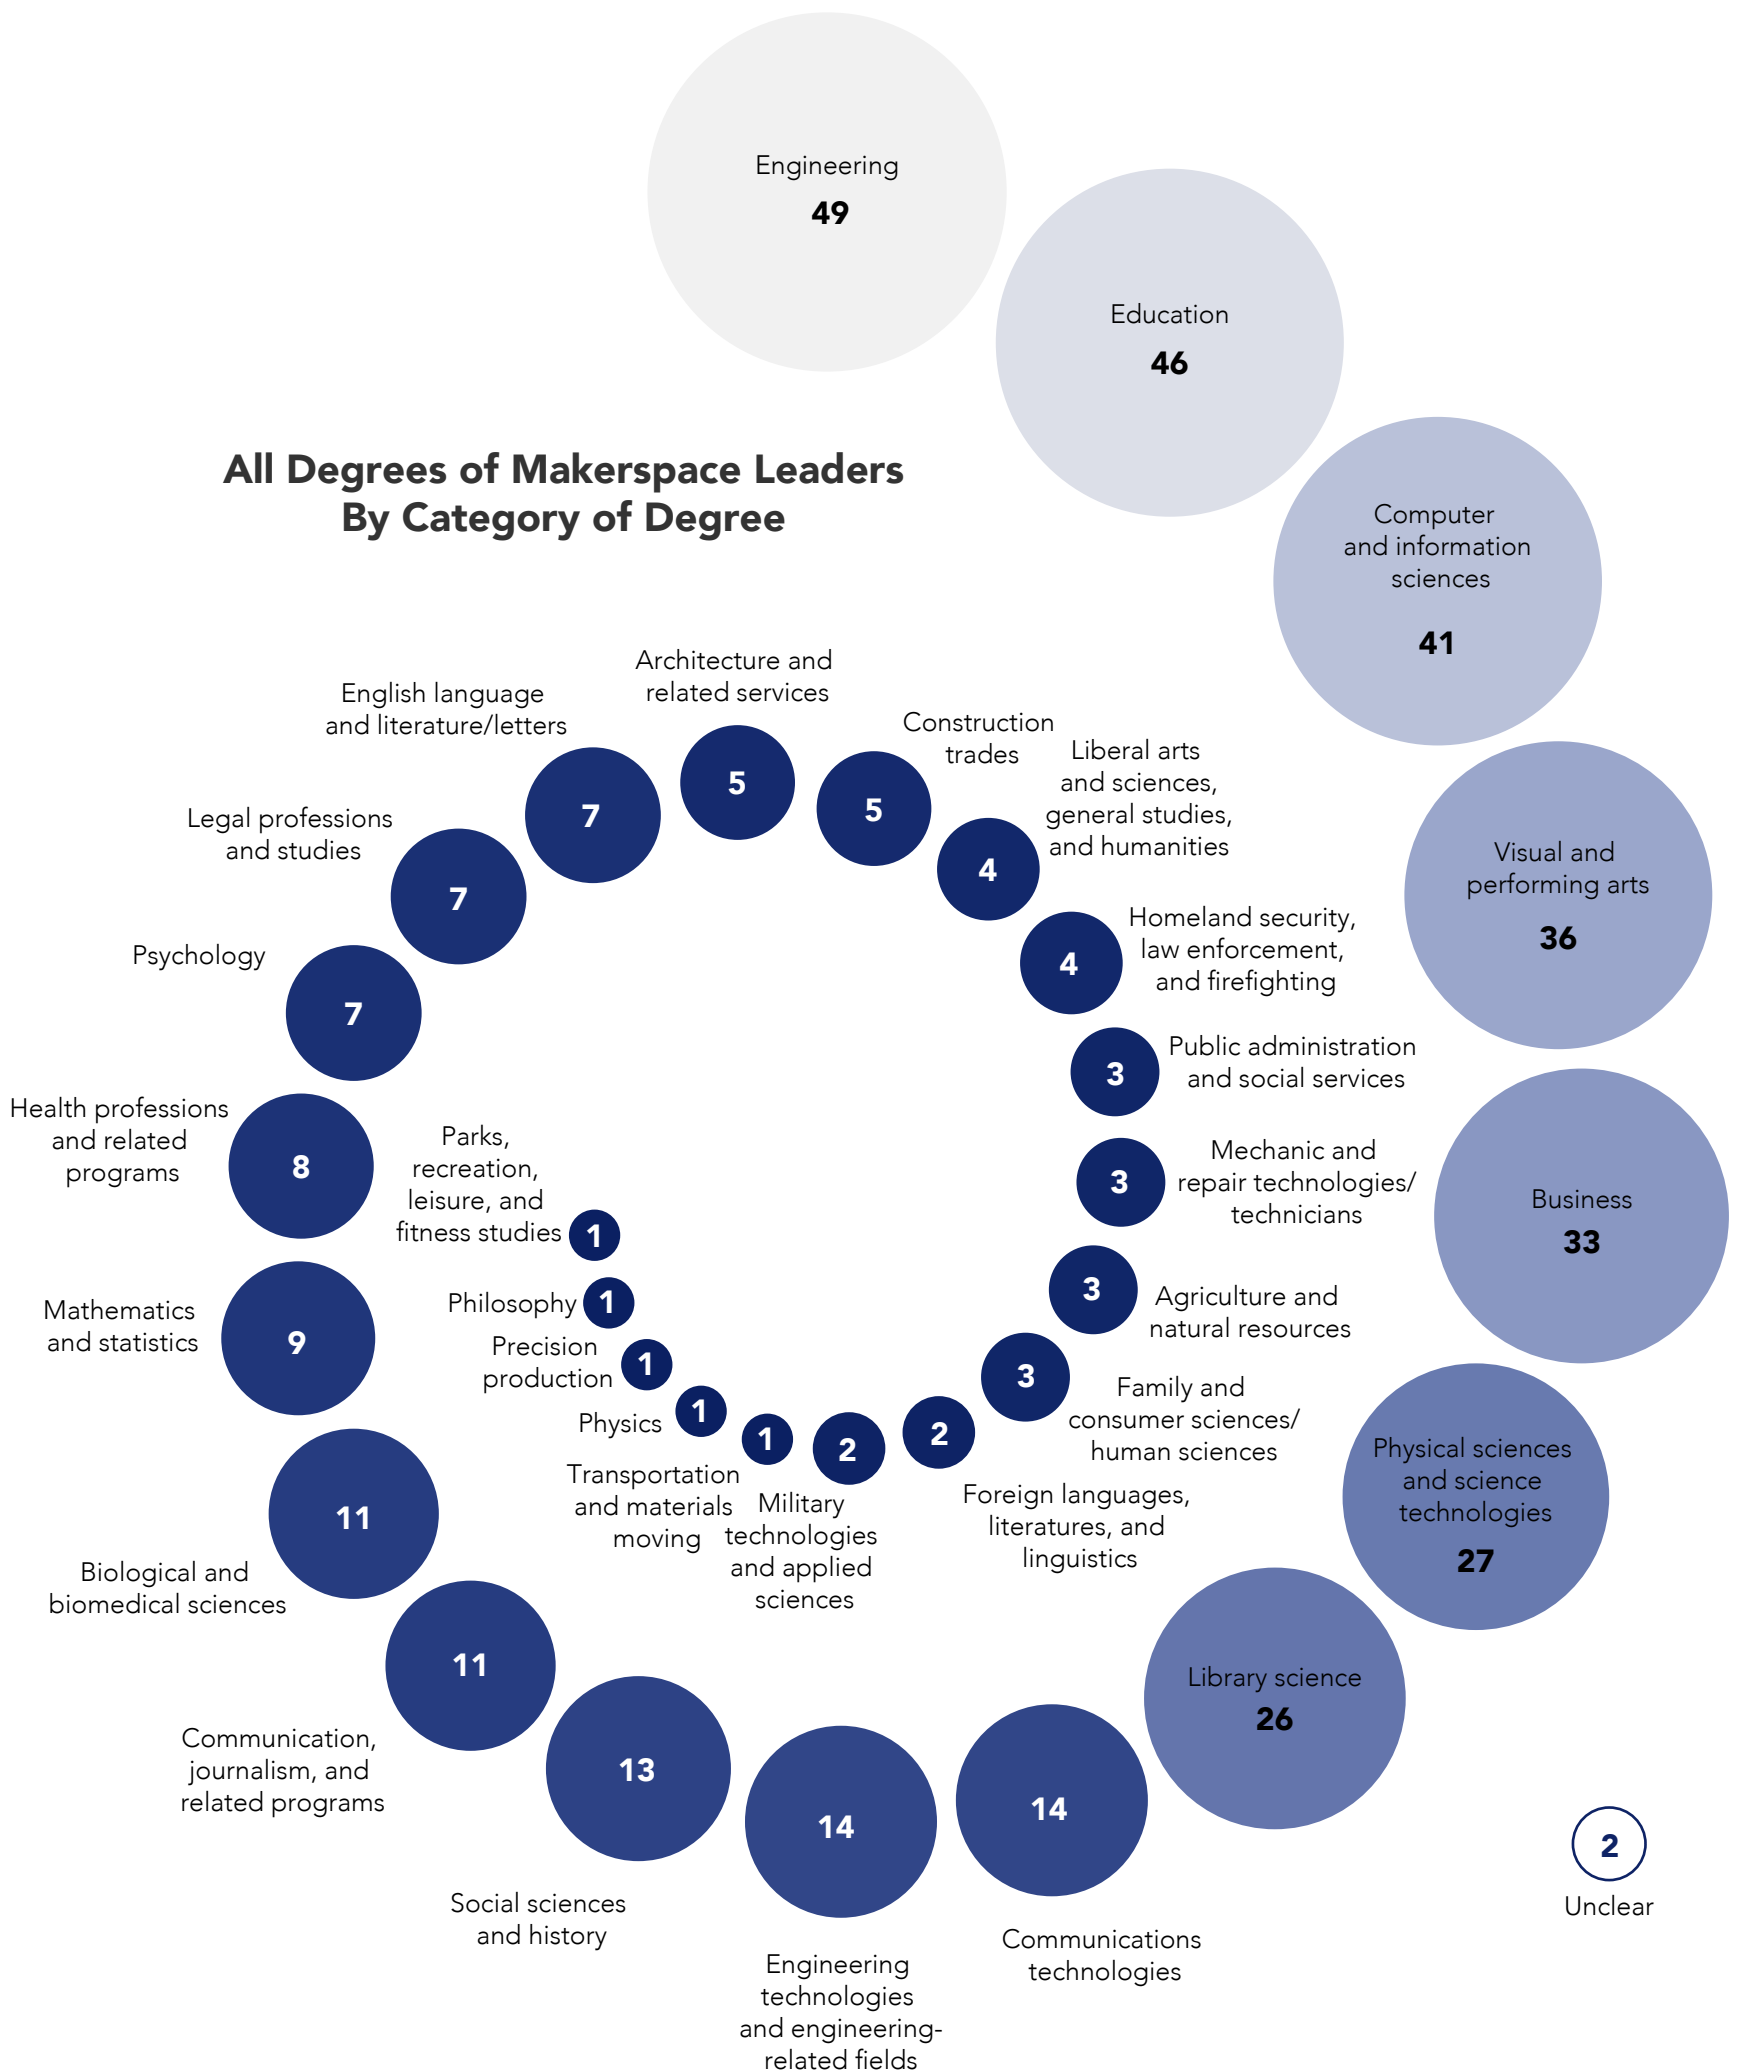 Engineering
49
Education
46
All Degrees of Makerspace Leaders
By Category of Degree
Computer
and information
sciences
41
Visual and
performing arts
36
Business
33
Physical sciences
and science
technologies
27
Library science
26
14
Communications
technologies
14
Engineering
technologies
and engineering-
related fields
13
Social sciences
and history
11
Communication,
journalism, and
related programs
11
Biological and
biomedical sciences
9
Mathematics
and statistics
8
Health professions
and related
programs
7
Psychology
7
Legal professions
and studies
7
English language
and literature/letters
5
Architecture and
related services
5
Construction
trades
4
Liberal arts
and sciences,
general studies,
and humanities
4
Homeland security,
law enforcement,
and firefighting
3
Public administration
and social services
3
Mechanic and
repair technologies/
technicians
3
Agriculture and
natural resources
3
Family and
consumer sciences/
human sciences
2
Foreign languages,
literatures, and
linguistics
2
Military
technologies
and applied
sciences
1
Transportation
and materials
moving
1
Physics
1
Precision
production
1
Philosophy
1
Parks,
recreation,
leisure, and
fitness studies
2
Unclear